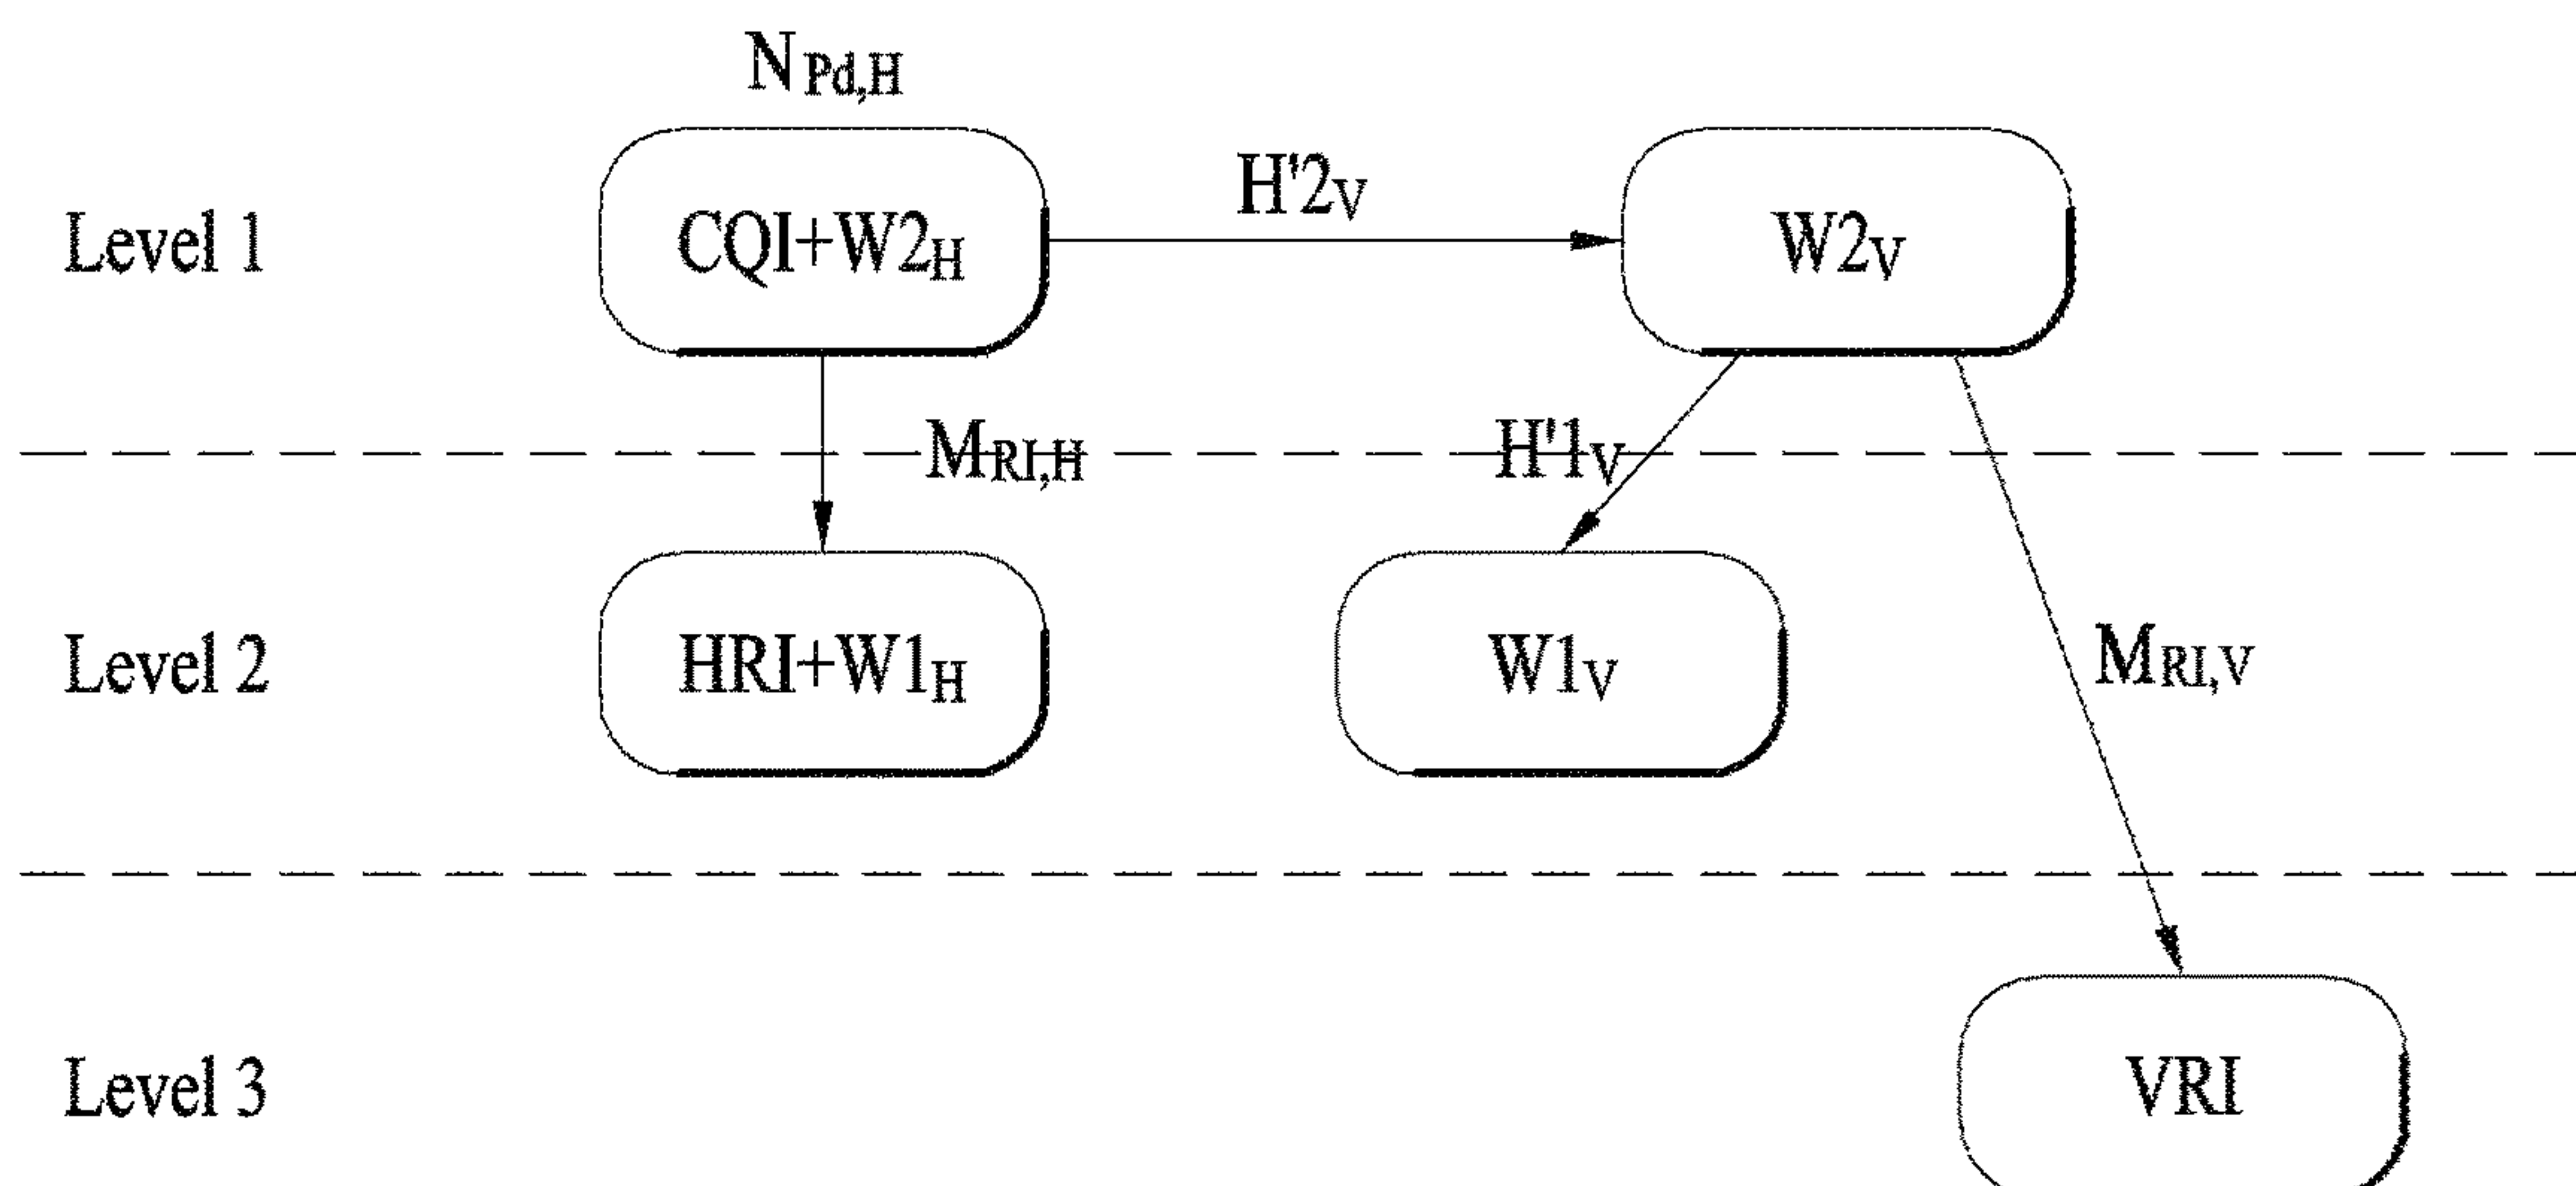 N Pd,H
Level 1
CQI+W2H
H'2V
W2V
MRI,H
H'1V
Level 2
HRI+W1H
W1V
MRI,V
Level 3
VRI